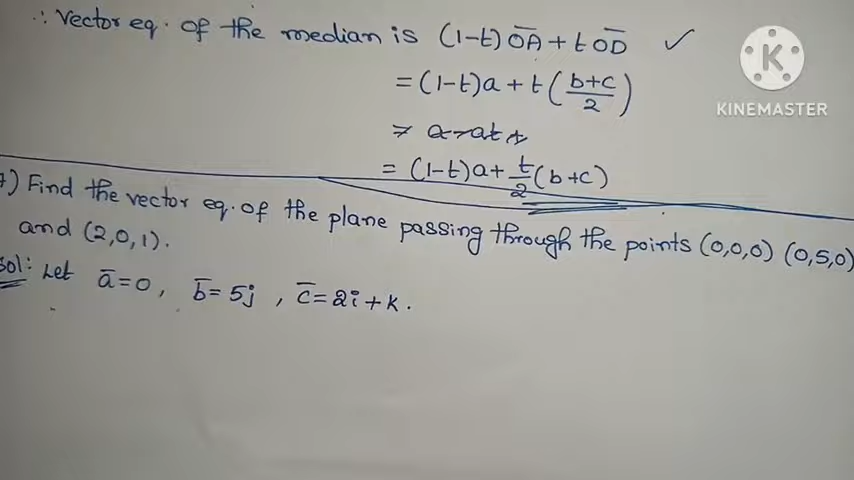 ∴ Vector eq. of the median is (1-t) O̅A̅ + t O̅D̅ ✓
= (1-t)a + t (b+c/2)
= (1-t)a + t/2 (b+c)
7) Find the vector eq. of the plane passing through the points (0,0,0) (0,5,0)
and (2,0,1).
Sol: Let a̅ = 0, b̅ = 5j, c̅ = 2i + k.
KINEMASTER